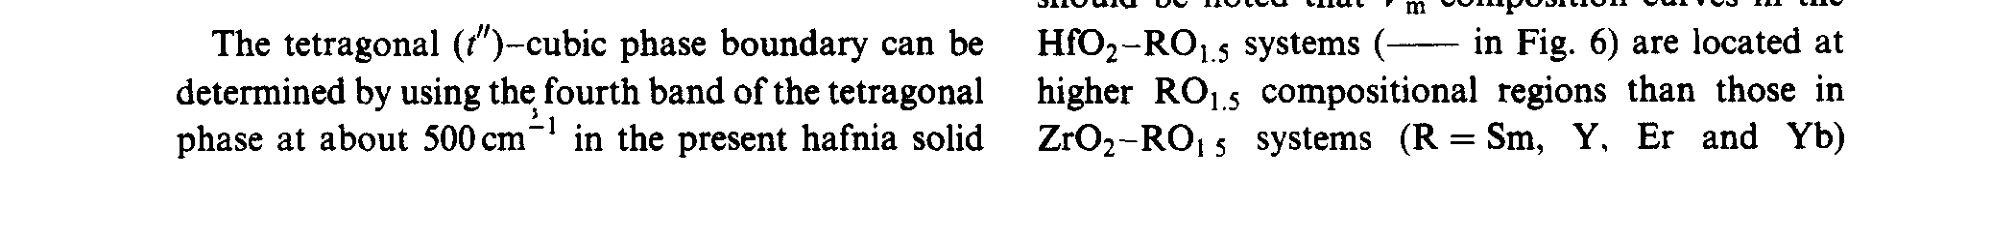 The tetragonal (t″)–cubic phase boundary can be
determined by using the fourth band of the tetragonal
phase at about 500 cm⁻¹ in the present hafnia solid
HfO₂–RO₁.₅ systems (—— in Fig. 6) are located at
higher RO₁.₅ compositional regions than those in
ZrO₂–RO₁ ₅ systems (R = Sm, Y, Er and Yb)